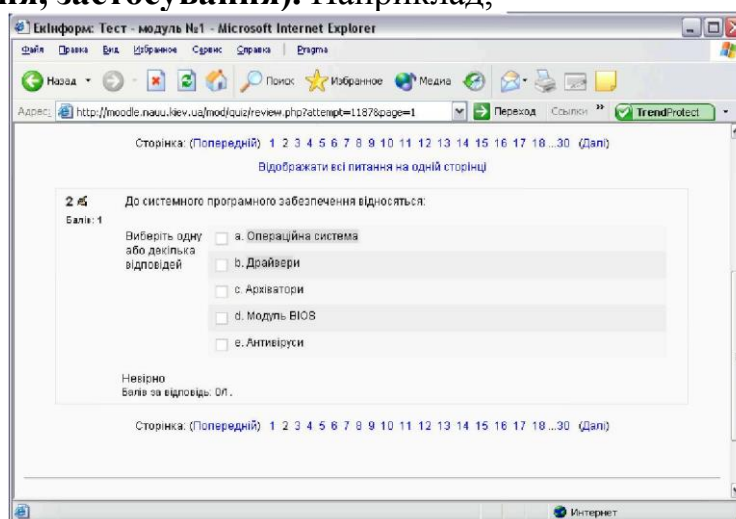 ня, застосування). Наприклад,
ЕкІнформ: Тест - модуль №1 - Microsoft Internet Explorer
Файл Правка Вид Избранное Сервис Справка Pragma
Назад Поиск Избранное Медиа
Адрес: http://moodle.nauu.kiev.ua/mod/quiz/review.php?attempt=1187&page=1 Переход Ссылки » TrendProtect
Сторінка: (Попередній) 1 2 3 4 5 6 7 8 9 10 11 12 13 14 15 16 17 18...30 (Далі)
Відображати всі питання на одній сторінці
2 До системного програмного забезпечення відносяться:
Балів: 1
Виберіть одну або декілька відповідей
a. Операційна система
b. Драйвери
c. Архіватори
d. Модуль BIOS
e. Антивіруси
Невірно
Балів за відповідь: 0/1.
Сторінка: (Попередній) 1 2 3 4 5 6 7 8 9 10 11 12 13 14 15 16 17 18...30 (Далі)
Интернет